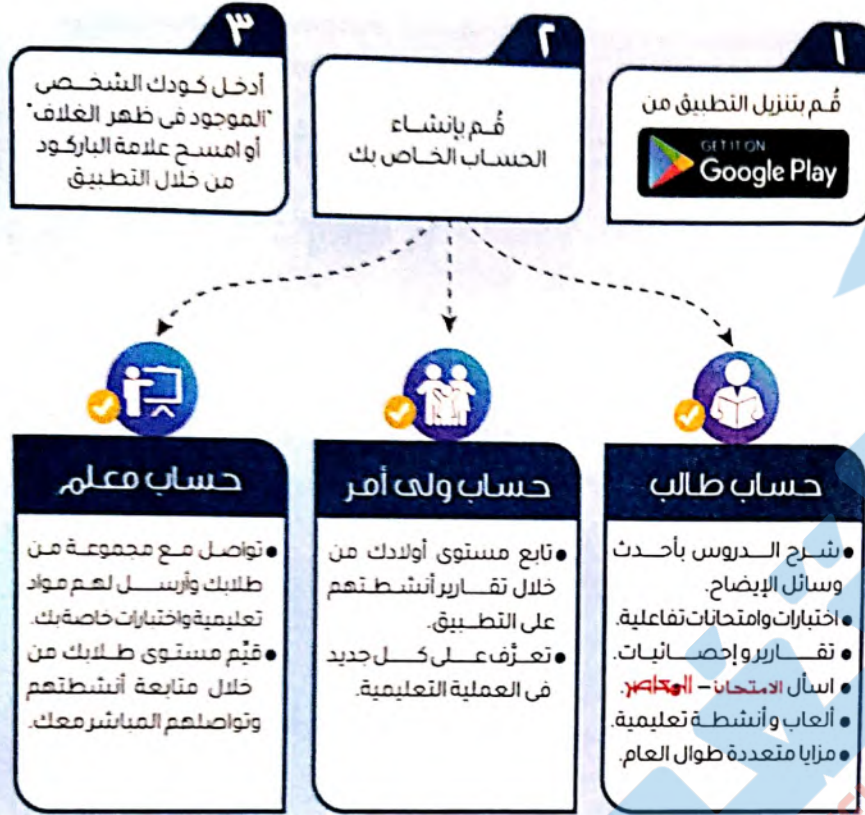 ١
قُم بتنزيل التطبيق من
GET IT ON
Google Play
٢
قُم بإنشاء
الحساب الخاص بك
٣
أدخل كودك الشخصى
"الموجود فى ظهر الغلاف"
أو امسح علامة الباركود
من خلال التطبيق
حساب طالب
• شرح الدروس بأحدث
وسائل الإيضاح.
• اختبارات وامتحانات تفاعلية.
• تقارير وإحصائيات.
• اسأل الامتحان – المعاصر.
• ألعاب وأنشطة تعليمية.
• مزايا متعددة طوال العام.
حساب ولى أمر
• تابع مستوى أولادك من
خلال تقارير أنشطتهم
على التطبيق.
• تعرَّف على كل جديد
فى العملية التعليمية.
حساب معلم
• تواصل مع مجموعة من
طلابك وأرسل لهم مواد
تعليمية واختبارات خاصة بك.
• قيِّم مستوى طلابك من
خلال متابعة أنشطتهم
وتواصلهم المباشر معك.